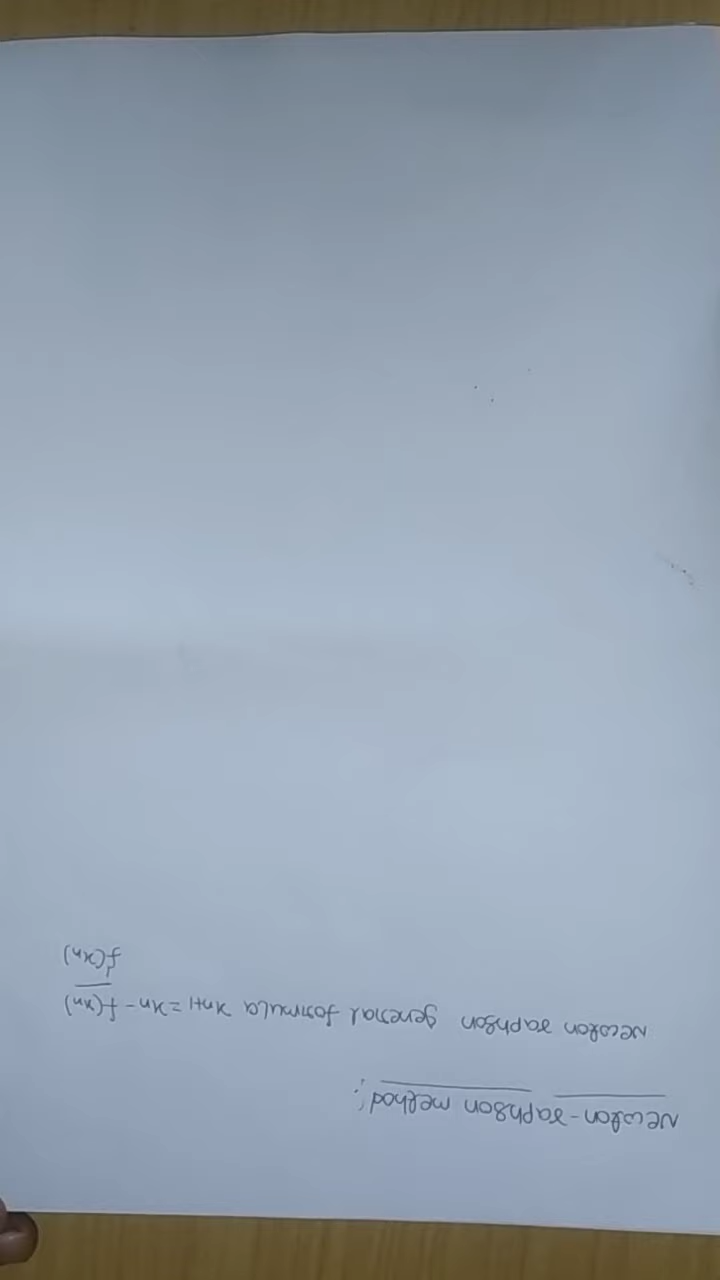 Newton-raphson method;
Newton raphson general formula xn+1 = xn - f(xn)
f'(xn)